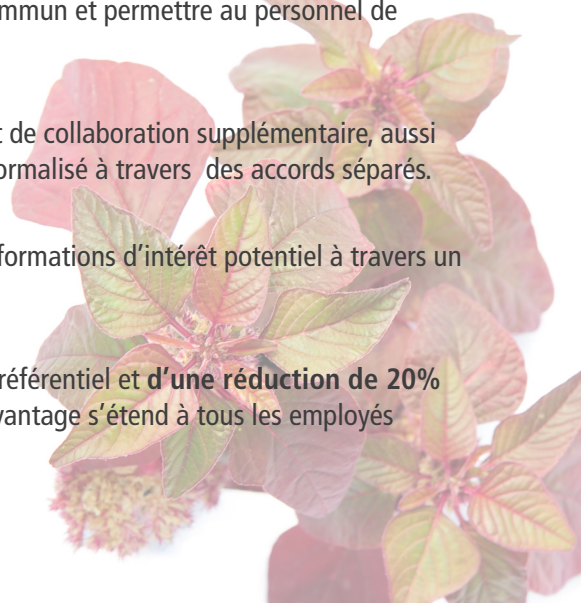 mmun et permettre au personnel de
t de collaboration supplémentaire, aussi
ormalisé à travers des accords séparés.
formations d’intérêt potentiel à travers un
référentiel et d’une réduction de 20%
vantage s’étend à tous les employés